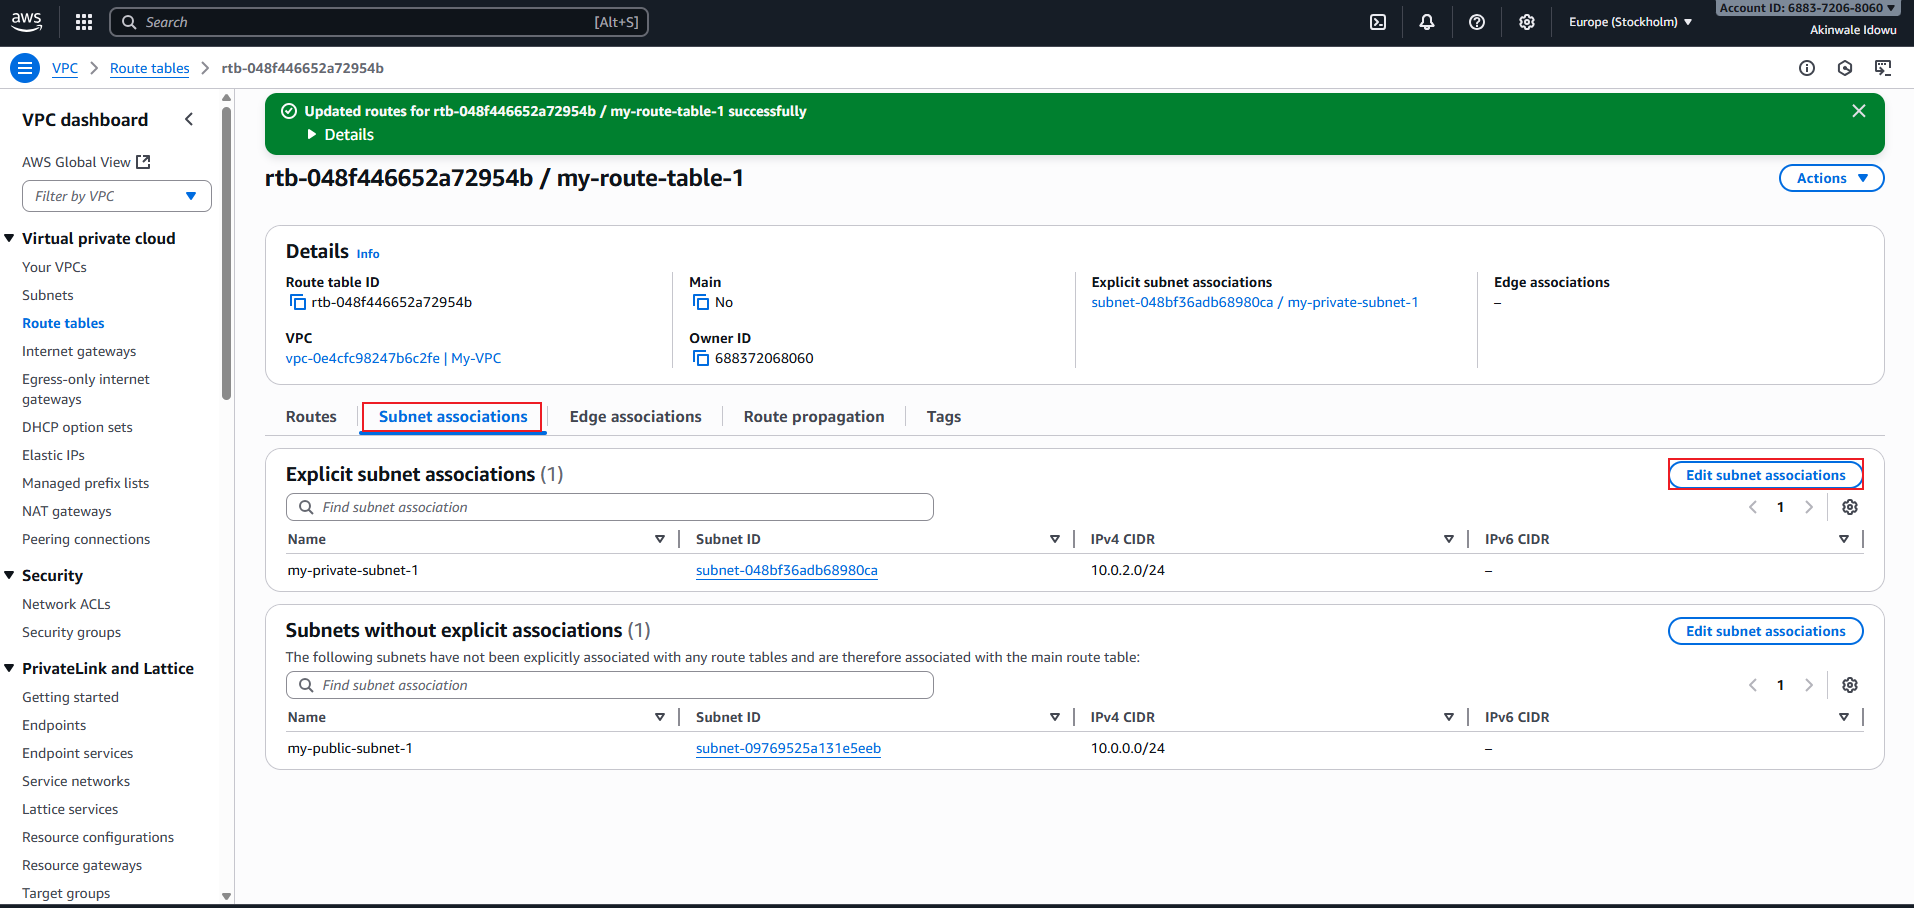 aws
Search [Alt+S]
Europe (Stockholm)
Account ID: 6883-7206-8060
Akinwale Idowu
VPC
Route tables
rtb-048f446652a72954b
VPC dashboard
AWS Global View
Filter by VPC
Virtual private cloud
Your VPCs
Subnets
Route tables
Internet gateways
Egress-only internet
gateways
DHCP option sets
Elastic IPs
Managed prefix lists
NAT gateways
Peering connections
Security
Network ACLs
Security groups
PrivateLink and Lattice
Getting started
Endpoints
Endpoint services
Service networks
Lattice services
Resource configurations
Resource gateways
Target groups
Updated routes for rtb-048f446652a72954b / my-route-table-1 successfully
Details
rtb-048f446652a72954b / my-route-table-1
Actions
Details Info
Route table ID
rtb-048f446652a72954b
Main
No
Explicit subnet associations
subnet-048bf36adb68980ca / my-private-subnet-1
Edge associations
–
VPC
vpc-0e4cfc98247b6c2fe | My-VPC
Owner ID
688372068060
Routes Subnet associations Edge associations Route propagation Tags
Explicit subnet associations (1)
Edit subnet associations
Find subnet association
1
Name Subnet ID IPv4 CIDR IPv6 CIDR
my-private-subnet-1 subnet-048bf36adb68980ca 10.0.2.0/24 –
Subnets without explicit associations (1)
Edit subnet associations
The following subnets have not been explicitly associated with any route tables and are therefore associated with the main route table:
Find subnet association
1
Name Subnet ID IPv4 CIDR IPv6 CIDR
my-public-subnet-1 subnet-09769525a131e5eeb 10.0.0.0/24 –